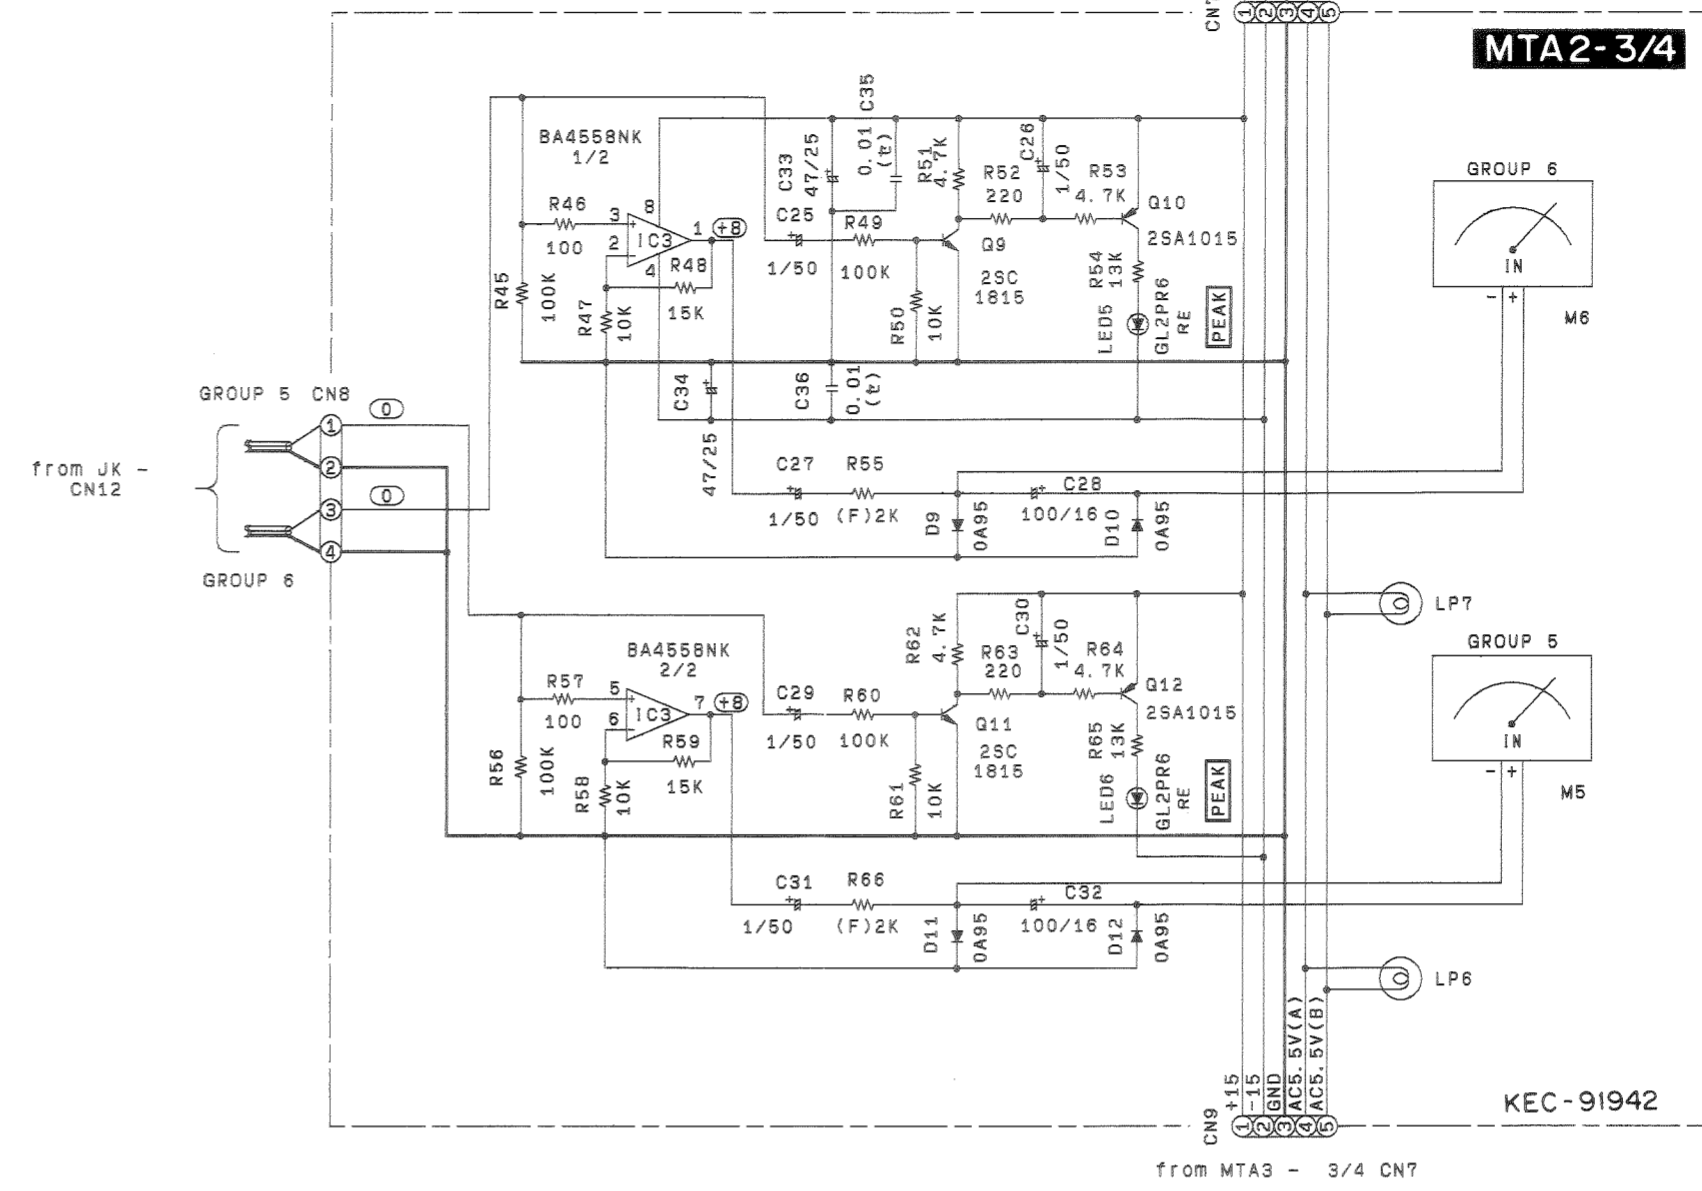 CN7
1 2 3 4 5
MTA2-3/4
BA4558NK
1/2
R46
100
3
2
8
4
1
IC3
+8
R45
100K
R47
10K
R48
15K
C33
47/25
C35
0.01
(セ)
C25
1/50
R49
100K
R50
10K
R51
4.7K
Q9
2SC
1815
R52
220
C26
1/50
R53
4.7K
Q10
2SA1015
R54
13K
LED5
GL2PR6
RE
PEAK
GROUP 6
IN
- +
M6
C34
47/25
C36
0.01
(セ)
C27
1/50
R55
(F)2K
D9
OA95
C28
100/16
D10
OA95
GROUP 5 CN8
0
1
2
from JK -
CN12
0
3
4
GROUP 6
BA4558NK
2/2
R57
100
5
6
7
IC3
+8
R56
100K
R58
10K
R59
15K
C29
1/50
R60
100K
R61
10K
R62
4.7K
Q11
2SC
1815
R63
220
C30
1/50
R64
4.7K
Q12
2SA1015
R65
13K
LED6
GL2PR6
RE
PEAK
LP7
GROUP 5
IN
- +
M5
C31
1/50
R66
(F)2K
D11
OA95
C32
100/16
D12
OA95
LP6
+15
-15
GND
AC5.5V(A)
AC5.5V(B)
CN9
1 2 3 4 5
KEC-91942
from MTA3 - 3/4 CN7